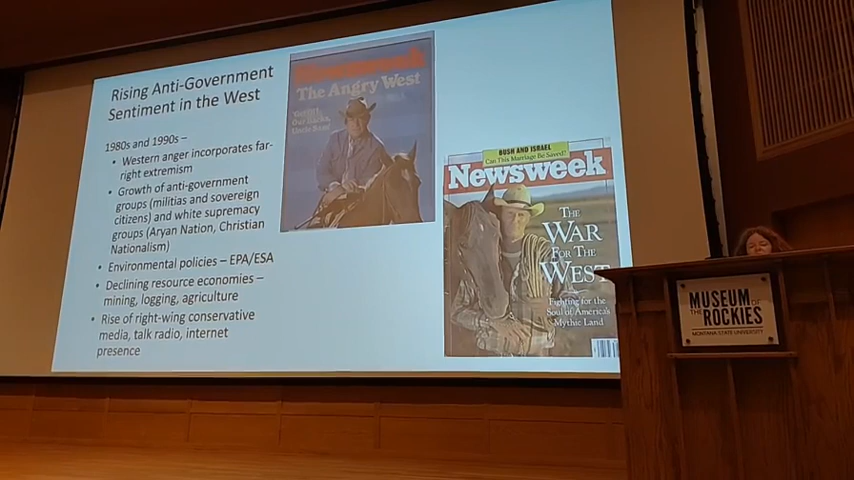 Rising Anti-Government
Sentiment in the West
1980s and 1990s –
• Western anger incorporates far-
right extremism
• Growth of anti-government
groups (militias and sovereign
citizens) and white supremacy
groups (Aryan Nation, Christian
Nationalism)
• Environmental policies – EPA/ESA
• Declining resource economies –
mining, logging, agriculture
• Rise of right-wing conservative
media, talk radio, internet
presence
Newsweek
The Angry West
Our Backs,
BUSH AND ISRAEL
Can This Marriage Be Saved?
Newsweek
THE
WAR
FOR THE
WEST
Fighting for the
Soul of America's
Mythic Land
MUSEUM OF
THE ROCKIES
MONTANA STATE UNIVERSITY